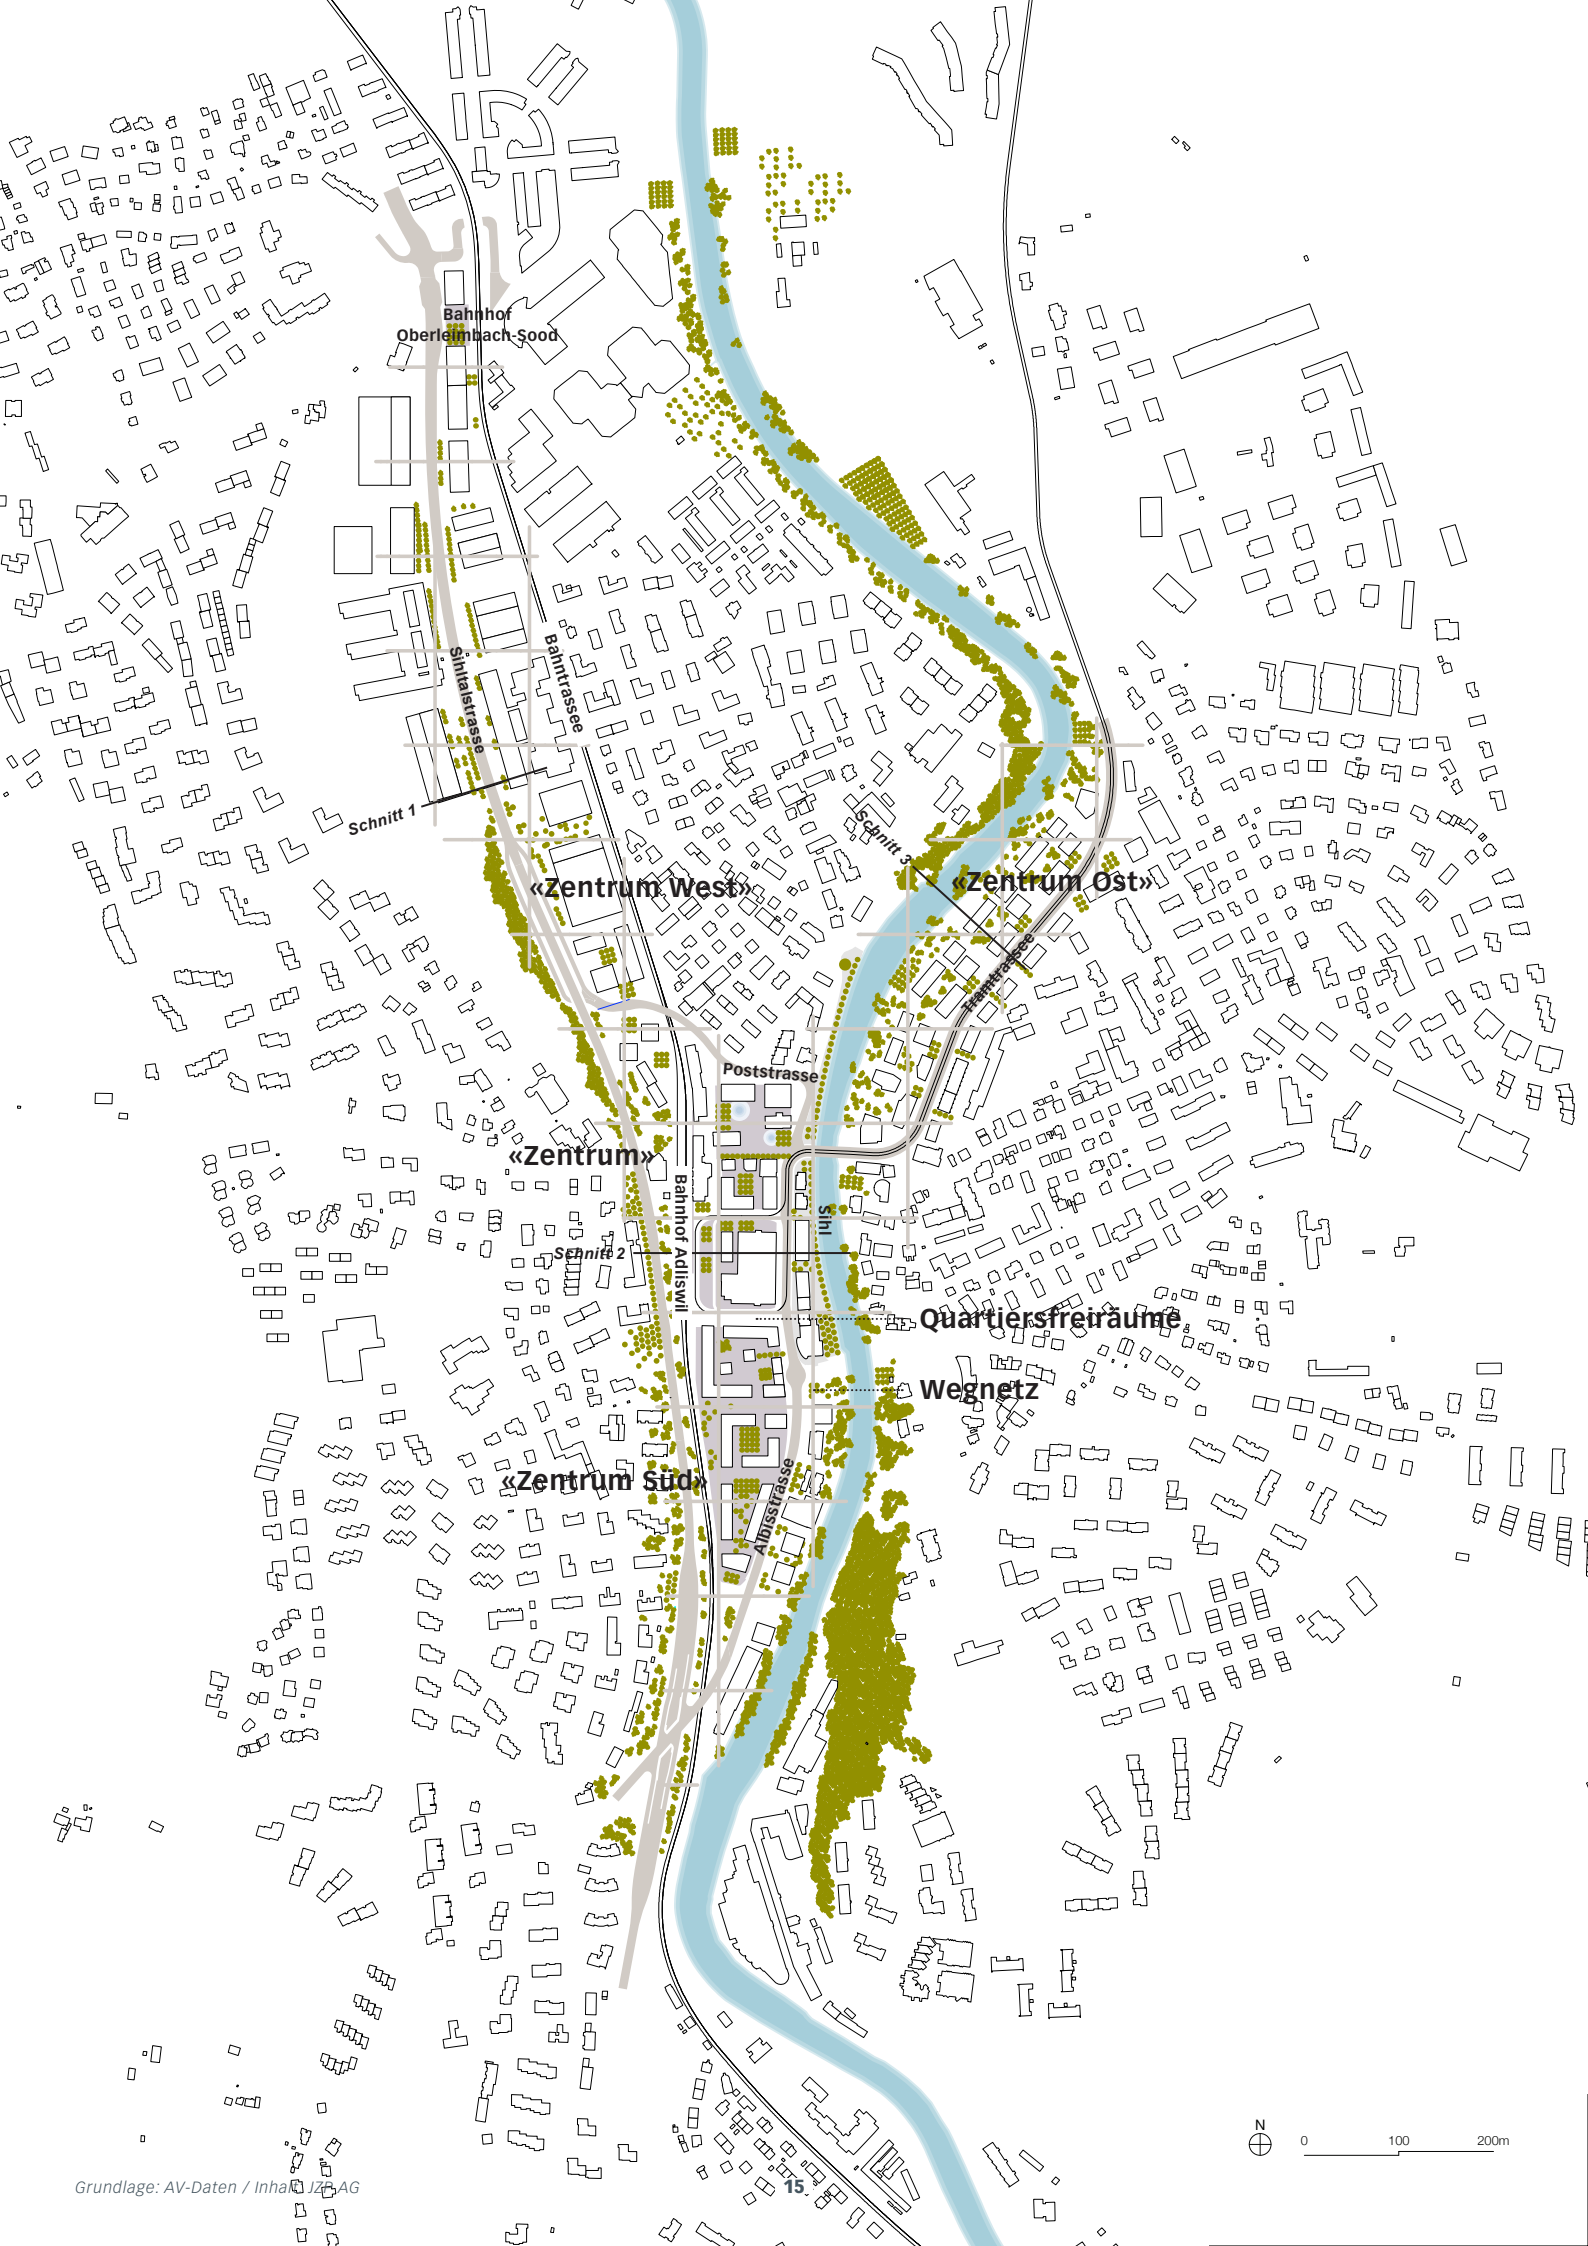 Bahnhof
Oberleimbach-Sood
Sihltalstrasse
Bahntrassee
Schnitt 1
Schnitt 3
«Zentrum West»
«Zentrum Ost»
Tramtrassee
Poststrasse
«Zentrum»
Bahnhof Adliswil
Sihl
Schnitt 2
Quartiersfreiräume
Wegnetz
«Zentrum Süd»
Albisstrasse
N
0 100 200m
Grundlage: AV-Daten / Inhalt: JZP AG
15